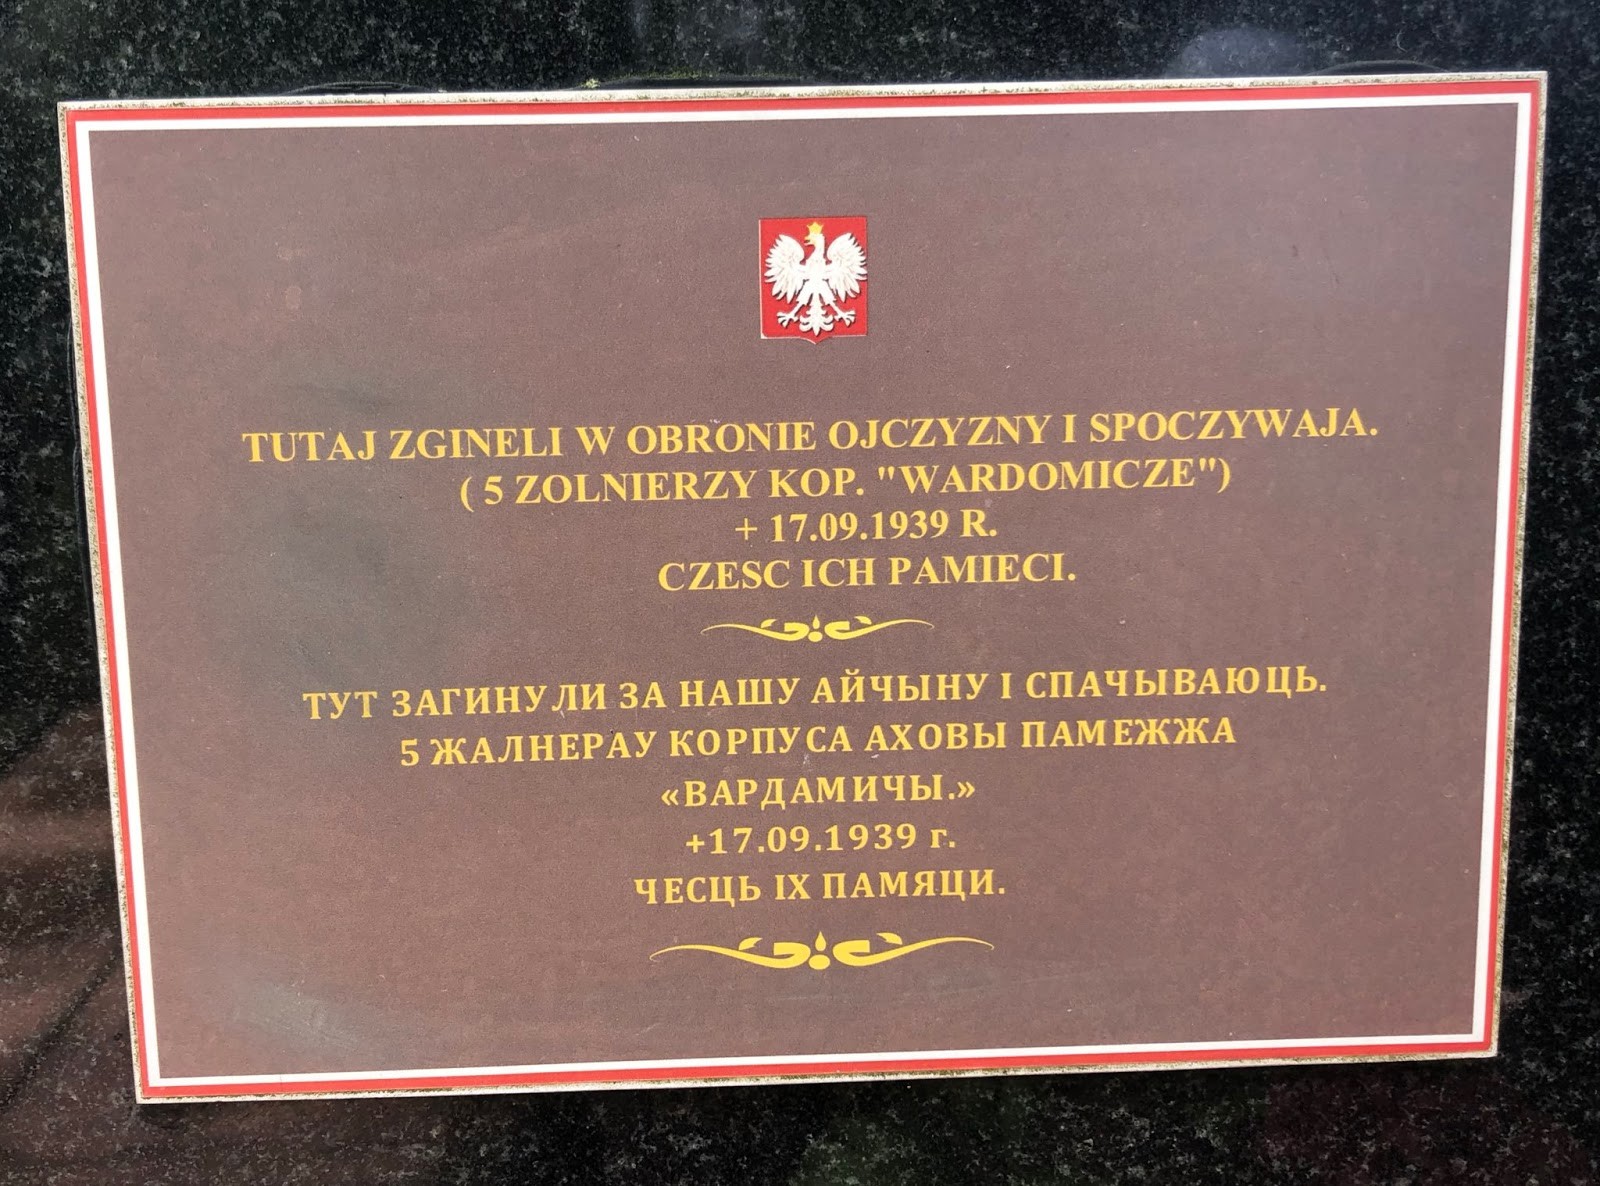 TUTAJ ZGINELI W OBRONIE OJCZYZNY I SPOCZYWAJA.
( 5 ZOLNIERZY KOP. "WARDOMICZE")
+ 17.09.1939 R.
CZESC ICH PAMIECI.
ТУТ ЗАГИНУЛИ ЗА НАШУ АЙЧЫНУ І СПАЧЫВАЮЦЬ.
5 ЖАЛНЕРАУ КОРПУСА АХОВЫ ПАМЕЖЖА
«ВАРДАМИЧЫ.»
+17.09.1939 г.
ЧЕСЦЬ ІХ ПАМЯЦИ.